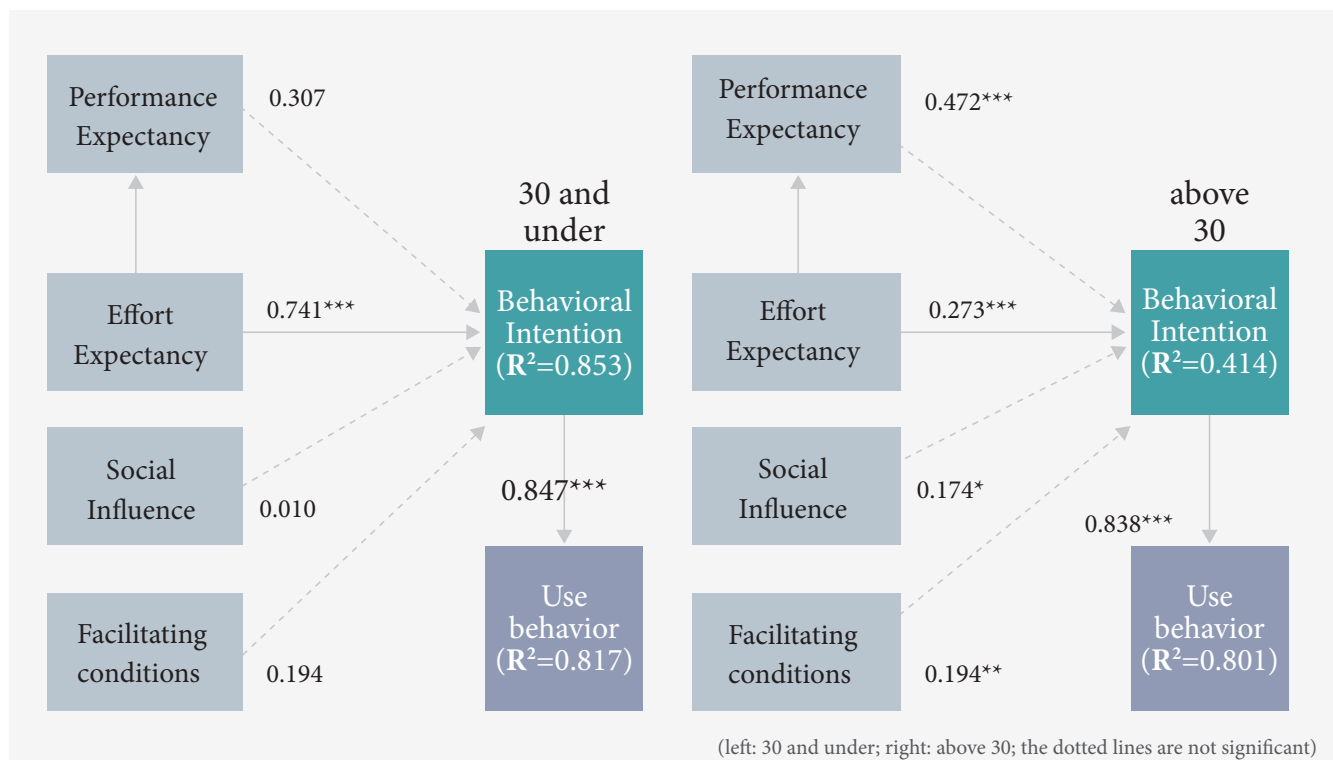 Performance
Expectancy
0.307
30 and
under
Effort
Expectancy
0.741***
Behavioral
Intention
(R²=0.853)
Social
Influence
0.010
0.847***
Facilitating
conditions
0.194
Use
behavior
(R²=0.817)
Performance
Expectancy
0.472***
above
30
Effort
Expectancy
0.273***
Behavioral
Intention
(R²=0.414)
Social
Influence
0.174*
0.838***
Facilitating
conditions
0.194**
Use
behavior
(R²=0.801)
(left: 30 and under; right: above 30; the dotted lines are not significant)